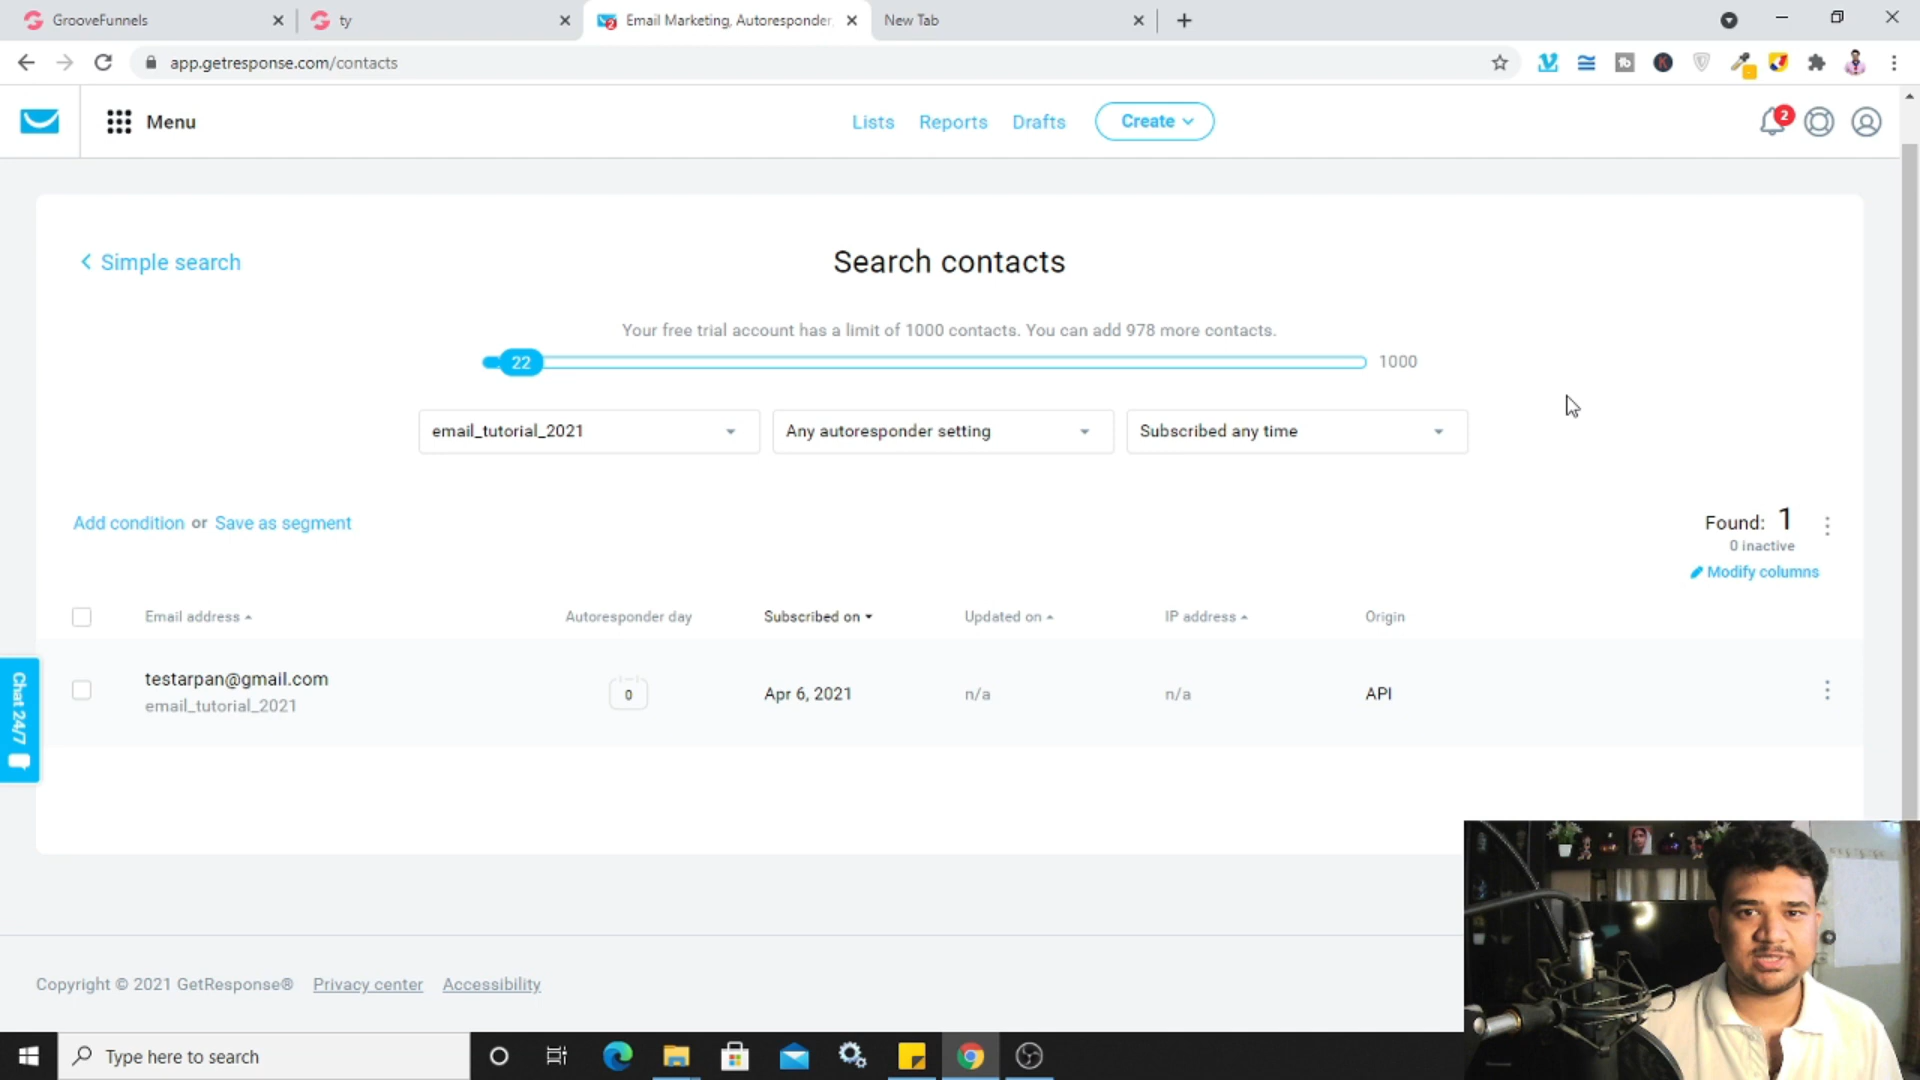 GrooveFunnels
ty
Email Marketing, Autoresponder,
New Tab
app.getresponse.com/contacts
Menu
Lists
Reports
Drafts
Create
2
Simple search
Search contacts
Your free trial account has a limit of 1000 contacts. You can add 978 more contacts.
22
1000
email_tutorial_2021
Any autoresponder setting
Subscribed any time
Add condition or Save as segment
Found: 1
0 inactive
Modify columns
Email address
Autoresponder day
Subscribed on
Updated on
IP address
Origin
testarpan@gmail.com
email_tutorial_2021
0
Apr 6, 2021
n/a
n/a
API
Chat 24/7
Copyright © 2021 GetResponse®
Privacy center
Accessibility
Type here to search